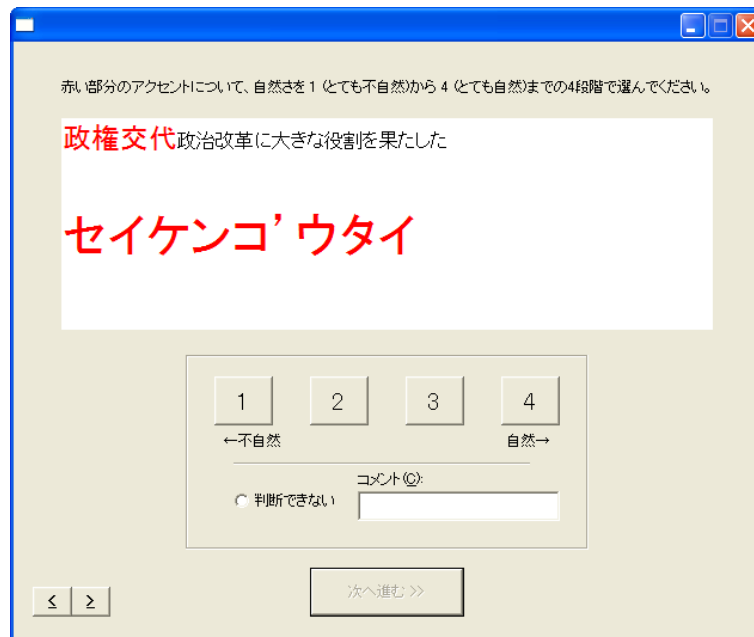 赤い部分のアクセントについて、自然さを 1 (とても不自然)から 4 (とても自然)までの4段階で選んでください。
政権交代政治改革に大きな役割を果たした
セイケンコ’ウタイ
1 2 3 4
←不自然 自然→
コメント(C):
判断できない
次へ進む >>
< >